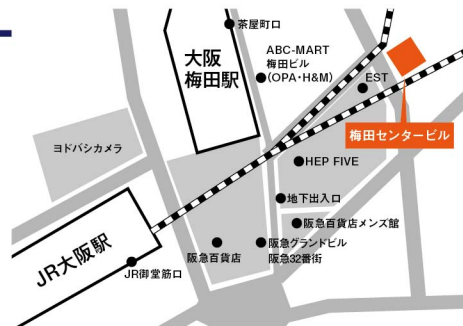 茶屋町口
大阪
梅田駅
ABC-MART
梅田ビル
(OPA・H&M)
EST
梅田センタービル
ヨドバシカメラ
HEP FIVE
地下出入口
阪急百貨店メンズ館
JR大阪駅
阪急百貨店
阪急グランドビル
阪急32番街
JR御堂筋口